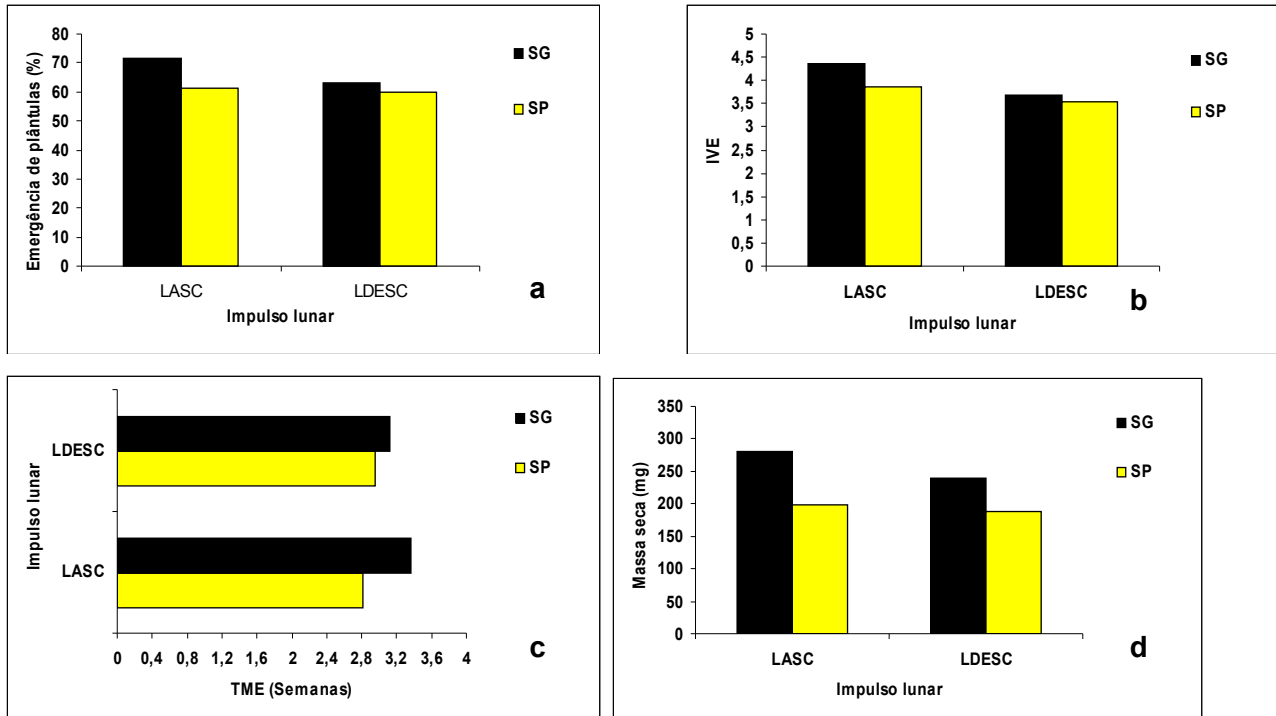 Emergência de plântulas (%)
80
70
60
50
40
30
20
10
0
LASC
LDESC
Impulso lunar
SG
SP
a
IVE
5
4,5
4
3,5
3
2,5
2
1,5
1
0,5
0
LASC
LDESC
Impulso lunar
SG
SP
b
Impulso lunar
LDESC
LASC
0 0,4 0,8 1,2 1,6 2 2,4 2,8 3,2 3,6 4
TME (Semanas)
SG
SP
c
Massa seca (mg)
350
300
250
200
150
100
50
0
LASC
LDESC
Impulso lunar
SG
SP
d